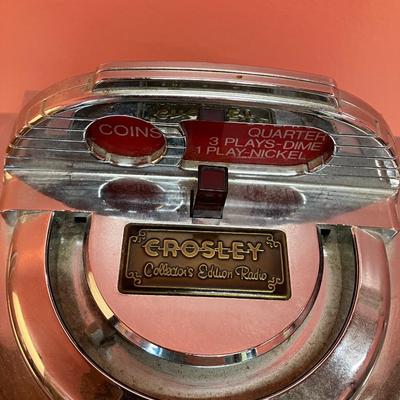 COINS
QUARTER
3 PLAYS-DIME
1 PLAY-NICKEL
CROSLEY
Collector's Edition Radio